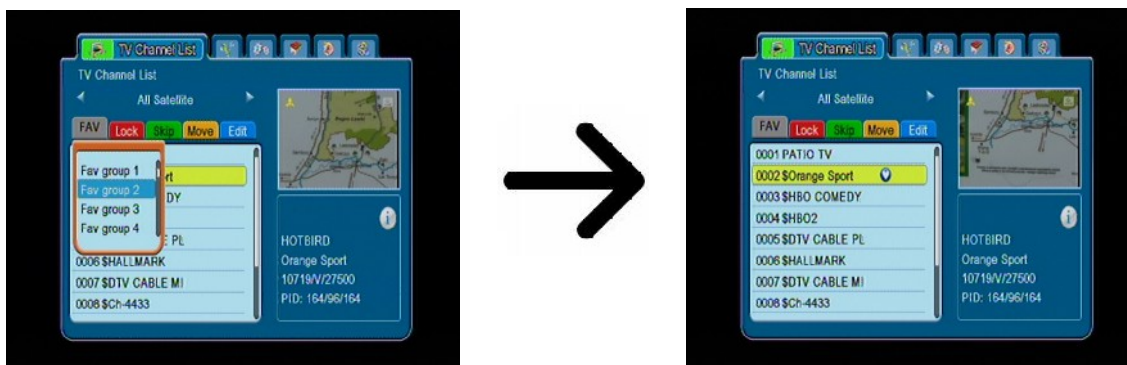 TV Channel List
TV Channel List
All Satellite
FAV Lock Skip Move Edit
Fav group 1
Fav group 2
Fav group 3
Fav group 4
rt
DY
E PL
0006 $HALLMARK
0007 $DTV CABLE MI
0008 $Ch-4433
HOTBIRD
Orange Sport
10719/V/27500
PID: 164/96/164
TV Channel List
TV Channel List
All Satellite
FAV Lock Skip Move Edit
0001 PATIO TV
0002 $Orange Sport
0003 $HBO COMEDY
0004 $HBO2
0005 $DTV CABLE PL
0006 $HALLMARK
0007 $DTV CABLE MI
0008 $Ch-4433
HOTBIRD
Orange Sport
10719/V/27500
PID: 164/96/164